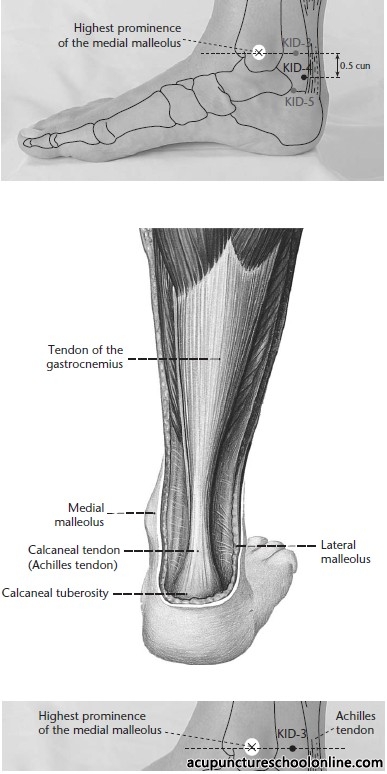 Highest prominence
of the medial malleolus
KID-3
KID-4
0.5 cun
KID-5
Tendon of the
gastrocnemius
Medial
malleolus
Calcaneal tendon
(Achilles tendon)
Lateral
malleolus
Calcaneal tuberosity
Highest prominence
of the medial malleolus
KID-3
Achilles
tendon
acupunctureschoolonline.com